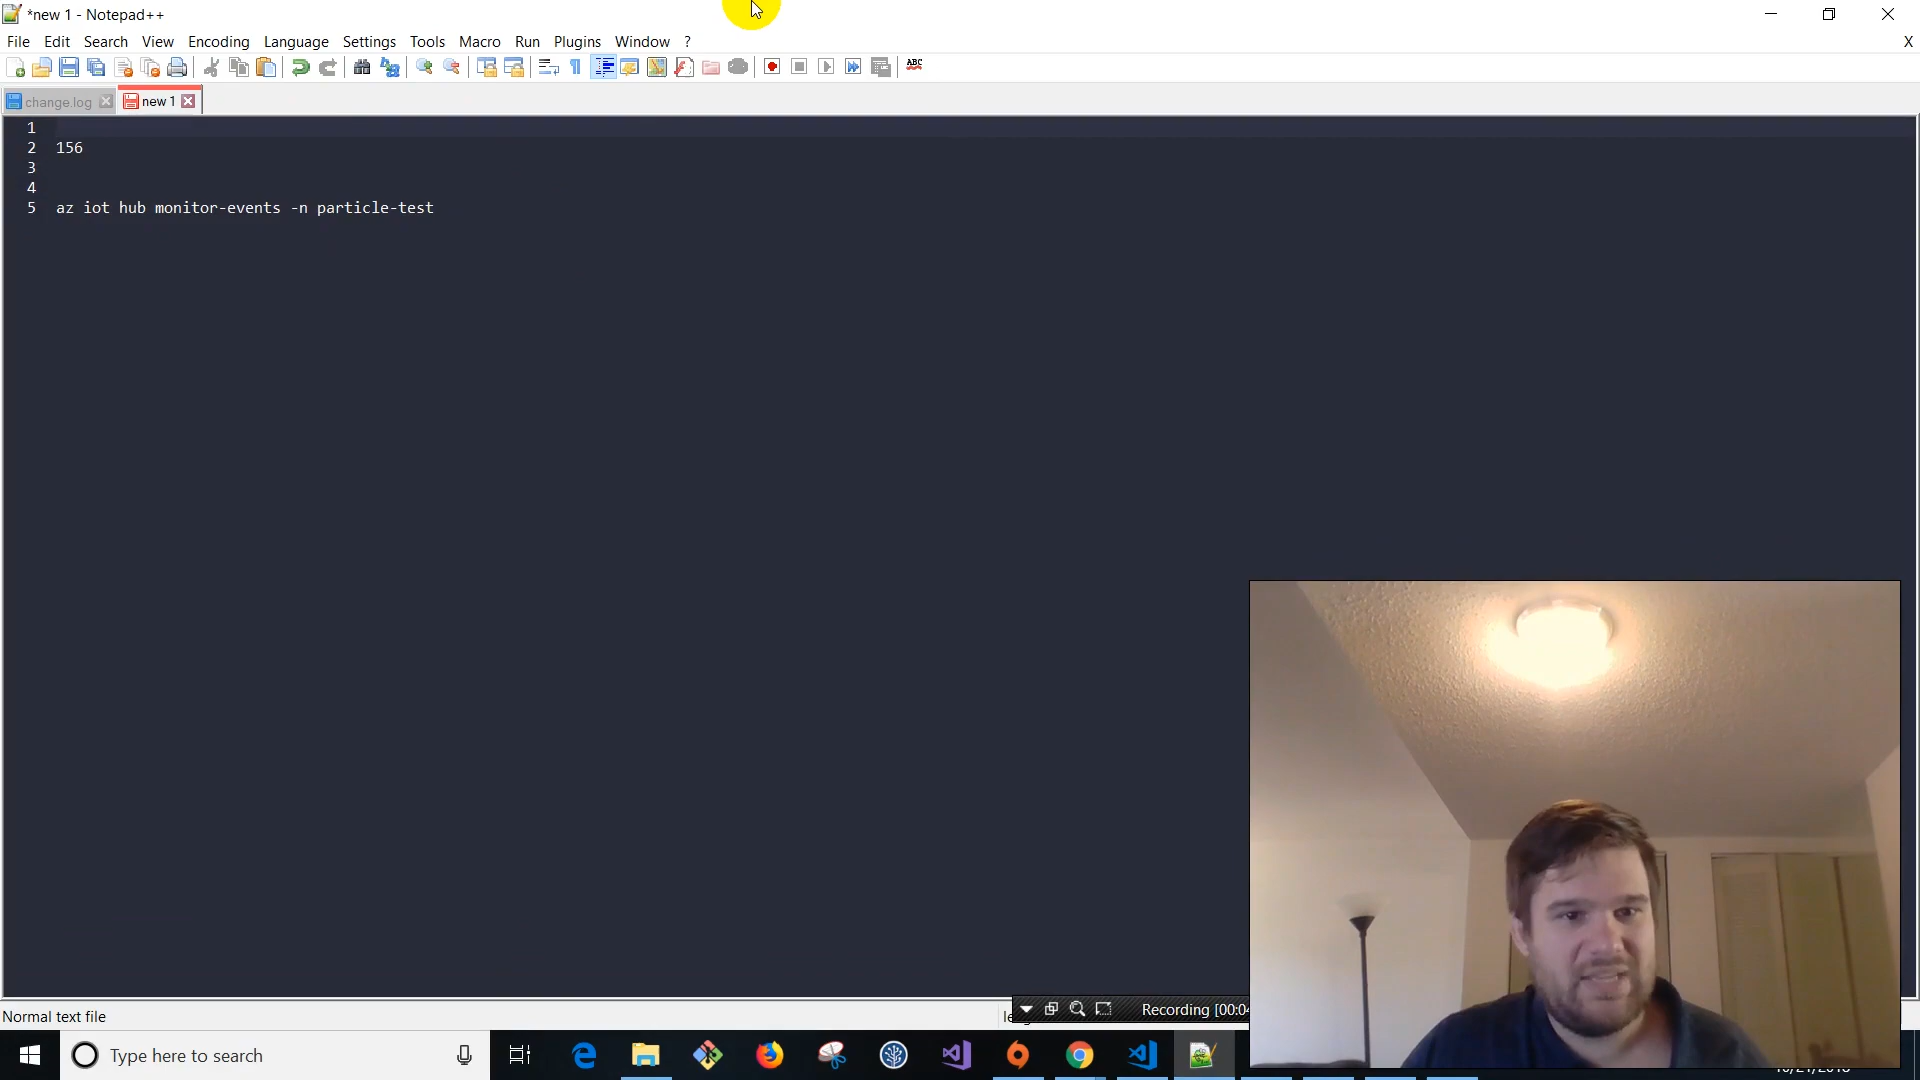 *new 1 - Notepad++
File Edit Search View Encoding Language Settings Tools Macro Run Plugins Window ?
X
ABC
change.log new 1
1
2 156
3
4
5 az iot hub monitor-events -n particle-test
Normal text file
Recording [00:04
Type here to search